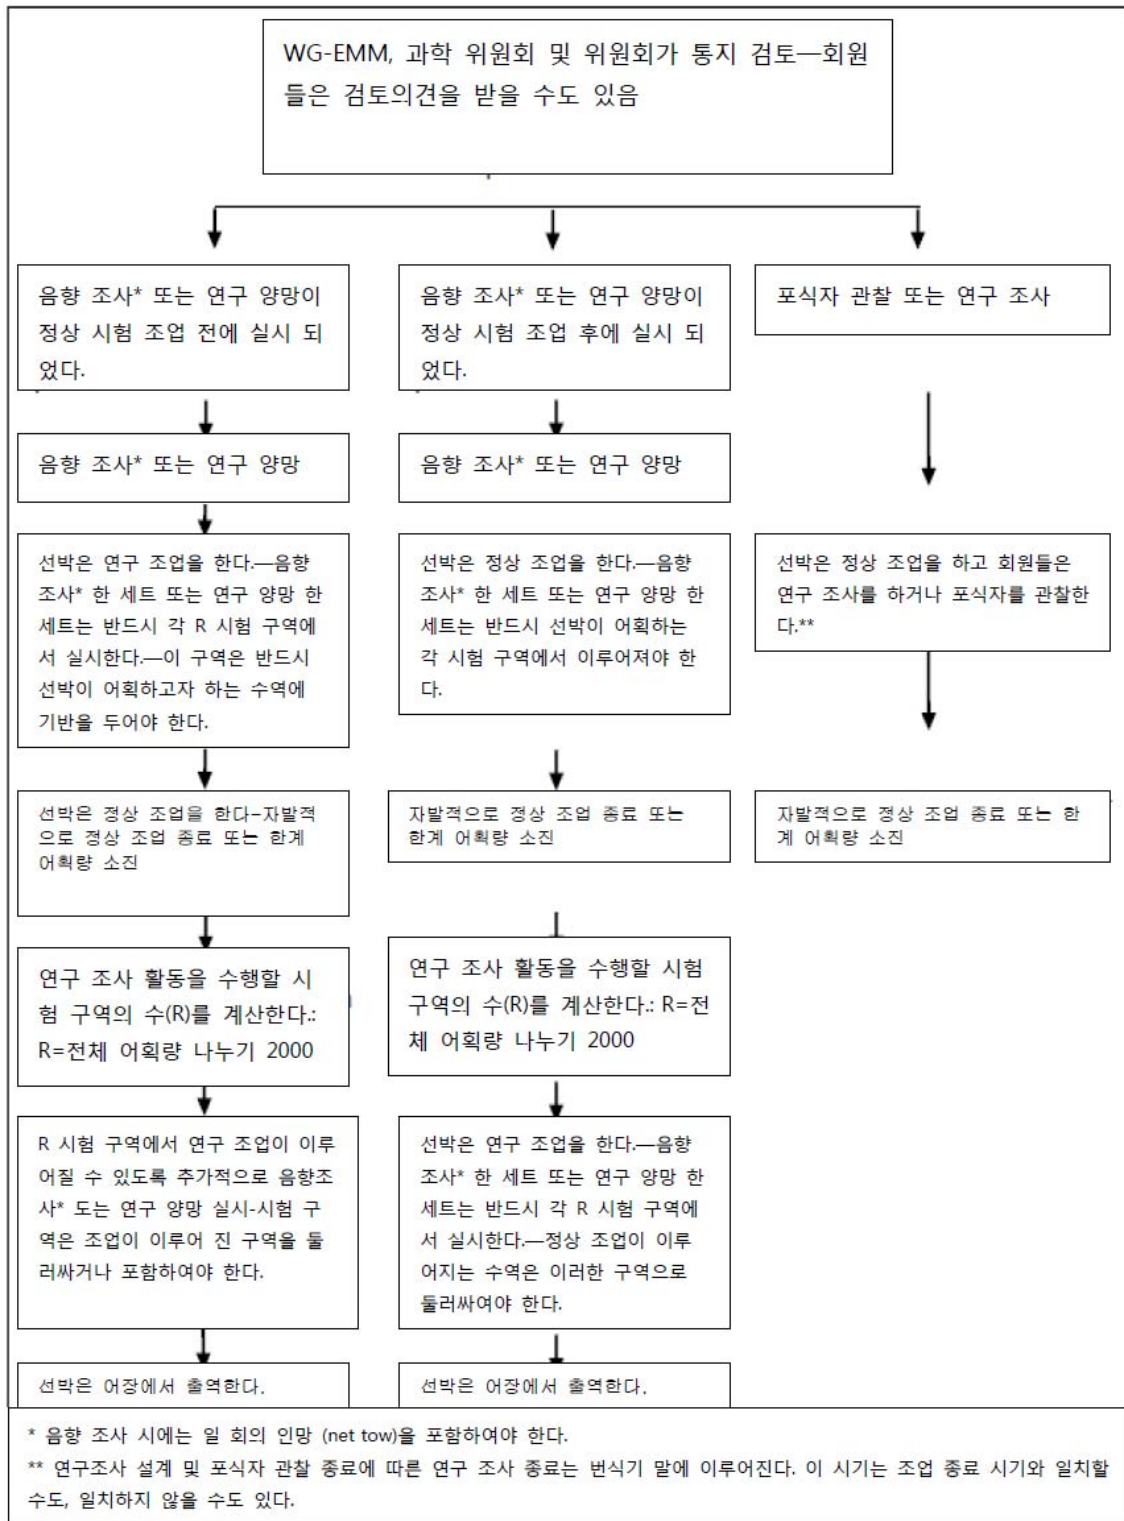 WG-EMM, 과학 위원회 및 위원회가 통지 검토—회원
들은 검토의견을 받을 수도 있음
음향 조사* 또는 연구 양망이
정상 시험 조업 전에 실시 되
었다.
음향 조사* 또는 연구 양망
선박은 연구 조업을 한다.—음향
조사* 한 세트 또는 연구 양망 한
세트는 반드시 각 R 시험 구역에
서 실시한다.—이 구역은 반드시
선박이 어획하고자 하는 수역에
기반을 두어야 한다.
선박은 정상 조업을 한다–자발적
으로 정상 조업 종료 또는 한계
어획량 소진
연구 조사 활동을 수행할 시
험 구역의 수(R)를 계산한다.:
R=전체 어획량 나누기 2000
R 시험 구역에서 연구 조업이 이루
어질 수 있도록 추가적으로 음향조
사* 도는 연구 양망 실시-시험 구
역은 조업이 이루어 진 구역을 둘
러싸거나 포함하여야 한다.
선박은 어장에서 출역한다.
음향 조사* 또는 연구 양망이
정상 시험 조업 후에 실시 되
었다.
음향 조사* 또는 연구 양망
선박은 정상 조업을 한다.—음향
조사* 한 세트 또는 연구 양망 한
세트는 반드시 선박이 어획하는
각 시험 구역에서 이루어져야 한
다.
자발적으로 정상 조업 종료 또는
한계 어획량 소진
연구 조사 활동을 수행할 시험
구역의 수(R)를 계산한다.: R=전
체 어획량 나누기 2000
선박은 연구 조업을 한다.—음향
조사* 한 세트 또는 연구 양망 한
세트는 반드시 각 R 시험 구역에
서 실시한다.—정상 조업이 이루
어지는 수역은 이러한 구역으로
둘러싸여야 한다.
선박은 어장에서 출역한다.
포식자 관찰 또는 연구 조사
선박은 정상 조업을 하고 회원들은
연구 조사를 하거나 포식자를 관찰한
다.**
자발적으로 정상 조업 종료 또는 한
계 어획량 소진
* 음향 조사 시에는 일 회의 인망 (net tow)을 포함하여야 한다.
** 연구조사 설계 및 포식자 관찰 종료에 따른 연구 조사 종료는 번식기 말에 이루어진다. 이 시기는 조업 종료 시기와 일치할
수도, 일치하지 않을 수도 있다.